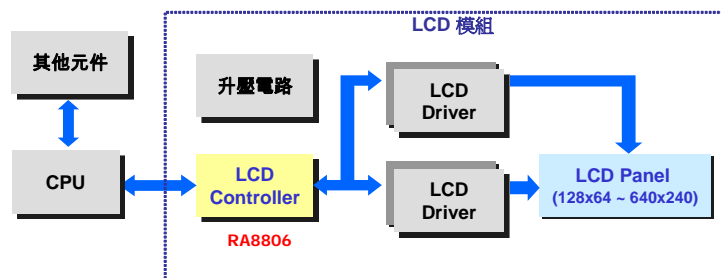 LCD 模組
其他元件
升壓電路
LCD
Driver
CPU
LCD
Controller
RA8806
LCD
Driver
LCD Panel
(128x64 ~ 640x240)